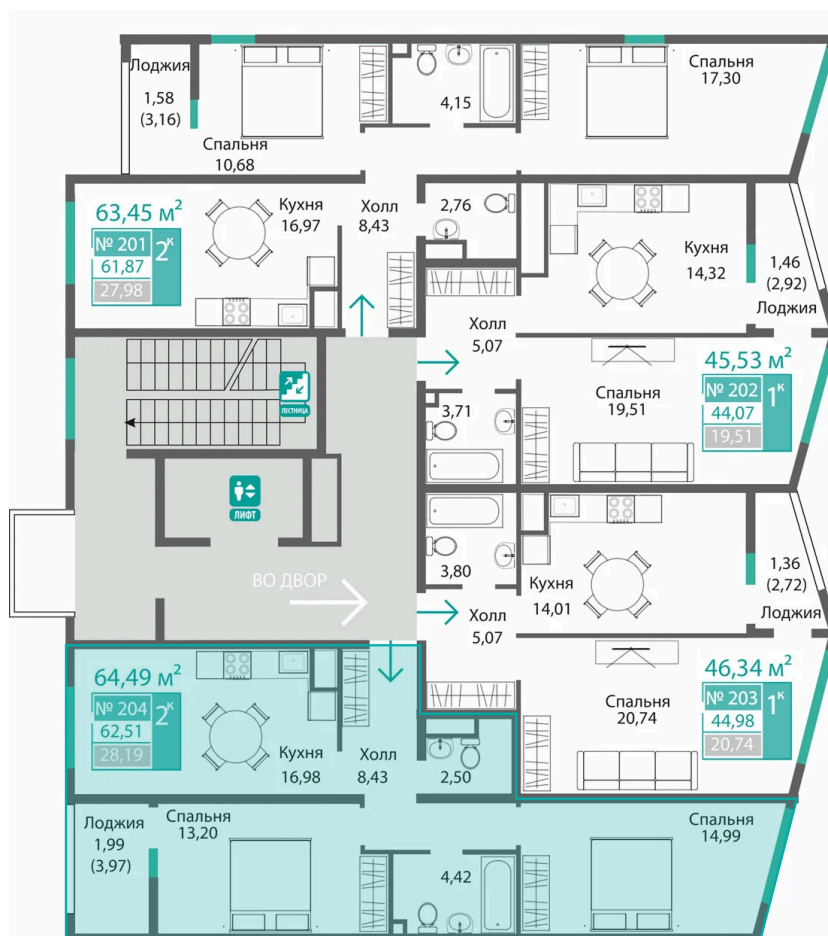 Лоджия
1,58
(3,16)
Спальня
10,68
4,15
Спальня
17,30
63,45 м²
№ 201
61,87
27,98
2к
Кухня
16,97
Холл
8,43
2,76
Кухня
14,32
1,46
(2,92)
Лоджия
Холл
5,07
45,53 м²
№ 202
44,07
19,51
1к
Спальня
19,51
3,71
ЛЕСТНИЦА
ЛИФТ
ВО ДВОР
3,80
Кухня
14,01
1,36
(2,72)
Лоджия
Холл
5,07
46,34 м²
№ 203
44,98
20,74
1к
Спальня
20,74
64,49 м²
№ 204
62,51
28,19
2к
Кухня
16,98
Холл
8,43
2,50
Лоджия
1,99
(3,97)
Спальня
13,20
4,42
Спальня
14,99